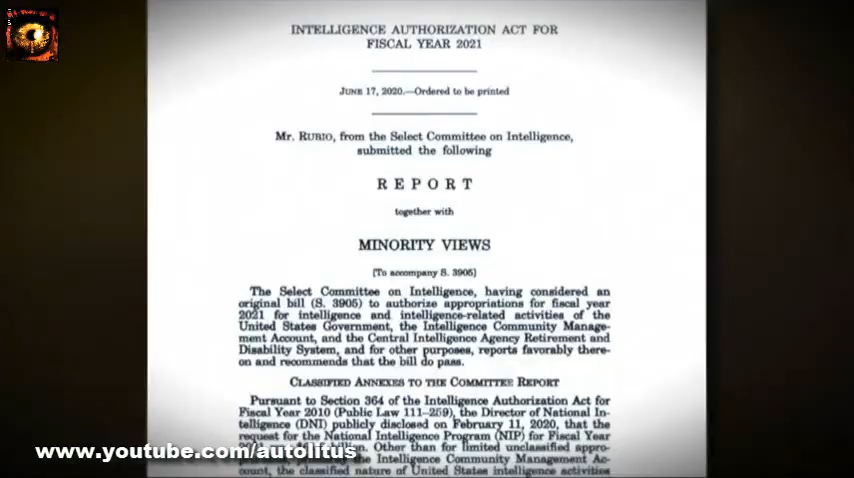 INTELLIGENCE AUTHORIZATION ACT FOR
FISCAL YEAR 2021
JUNE 17, 2020.—Ordered to be printed
Mr. RUBIO, from the Select Committee on Intelligence,
submitted the following
REPORT
together with
MINORITY VIEWS
[To accompany S. 3905]
The Select Committee on Intelligence, having considered an
original bill (S. 3905) to authorize appropriations for fiscal year
2021 for intelligence and intelligence-related activities of the
United States Government, the Intelligence Community Manage-
ment Account, and the Central Intelligence Agency Retirement and
Disability System, and for other purposes, reports favorably there-
on and recommends that the bill do pass.
CLASSIFIED ANNEXES TO THE COMMITTEE REPORT
Pursuant to Section 364 of the Intelligence Authorization Act for
Fiscal Year 2010 (Public Law 111–259), the Director of National In-
telligence (DNI) publicly disclosed on February 11, 2020, that the
request for the National Intelligence Program (NIP) for Fiscal Year
Other than for limited unclassified appro-
the Intelligence Community Management Ac-
count, the classified nature of United States intelligence activities
www.youtube.com/autolitus